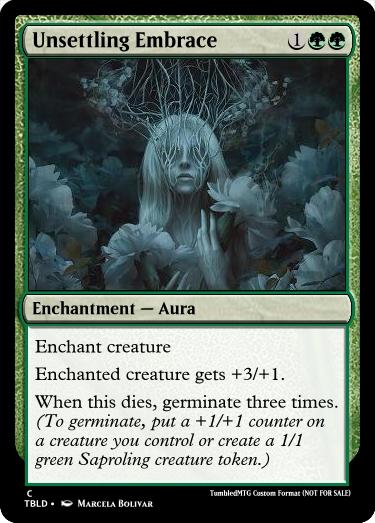 Unsettling Embrace 1
Enchantment — Aura
Enchant creature
Enchanted creature gets +3/+1.
When this dies, germinate three times.
(To germinate, put a +1/+1 counter on
a creature you control or create a 1/1
green Saproling creature token.)
C
TBLD • Marcela Bolivar
TumbledMTG Custom Format (NOT FOR SALE)